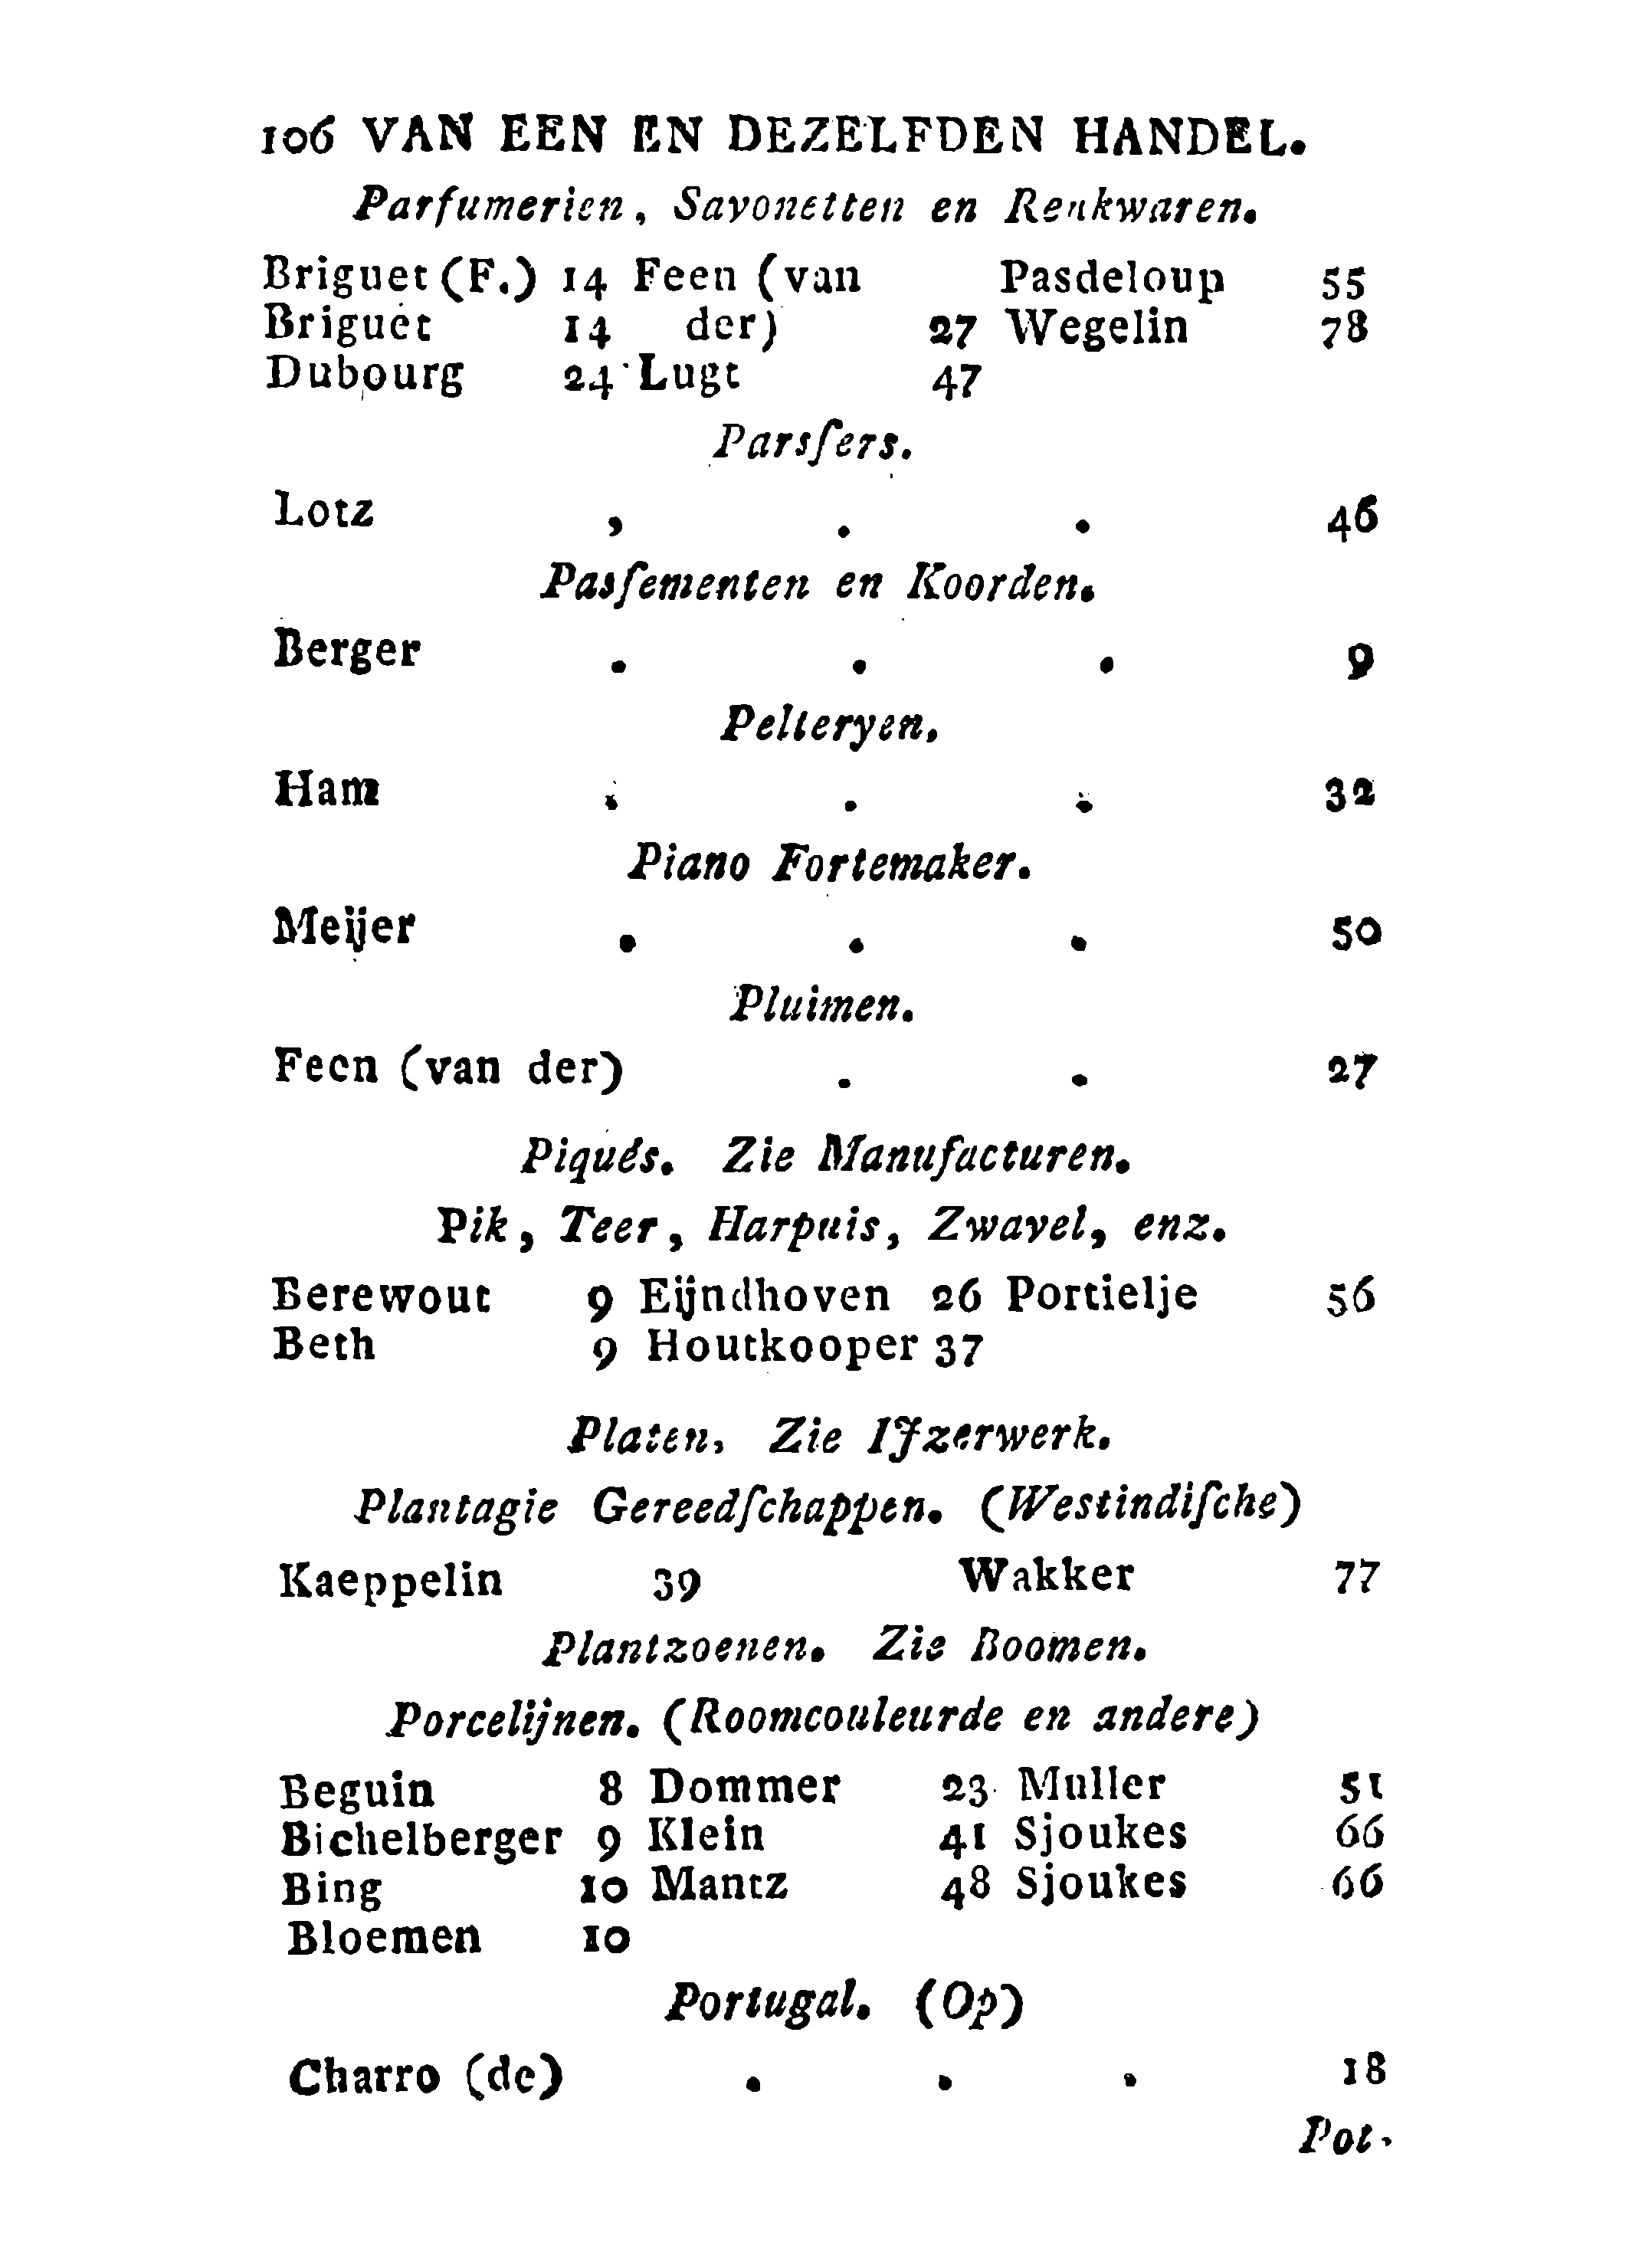 106 VAN EEN EN DEZELFDEN HANDEL.
Parfumerien, Savonetten en Reukwaren.
Briguet (F.) 14 Feen (van Pasdeloup 55
Briguet 14 der) 27 Wegelin 78
Dubourg 24 Lugt 47
Parsſers.
Lotz , . . 46
Pasſementen en Koorden.
Berger . . . 9
Pelteryen.
Ham . . . 32
Piano Fortemaker.
Meijer . . . 50
Pluimen.
Feen (van der) . . 27
Piqués. Zie Manufacturen.
Pik, Teer, Harpuis, Zwavel, enz.
Berewout 9 Eijndhoven 26 Portielje 56
Beth 9 Houtkooper 37
Platen, Zie IJzerwerk.
Plantagie Gereedſchappen. (Westindiſche)
Kaeppelin 39 Wakker 77
Plantzoenen. Zie Boomen.
Porcelijnen. (Roomcouleurde en andere)
Beguin 8 Dommer 23 Muller 51
Bichelberger 9 Klein 41 Sjoukes 66
Bing 10 Mantz 48 Sjoukes 66
Bloemen 10
Portugal. (Op)
Charro (de) . . . 18
Pot-